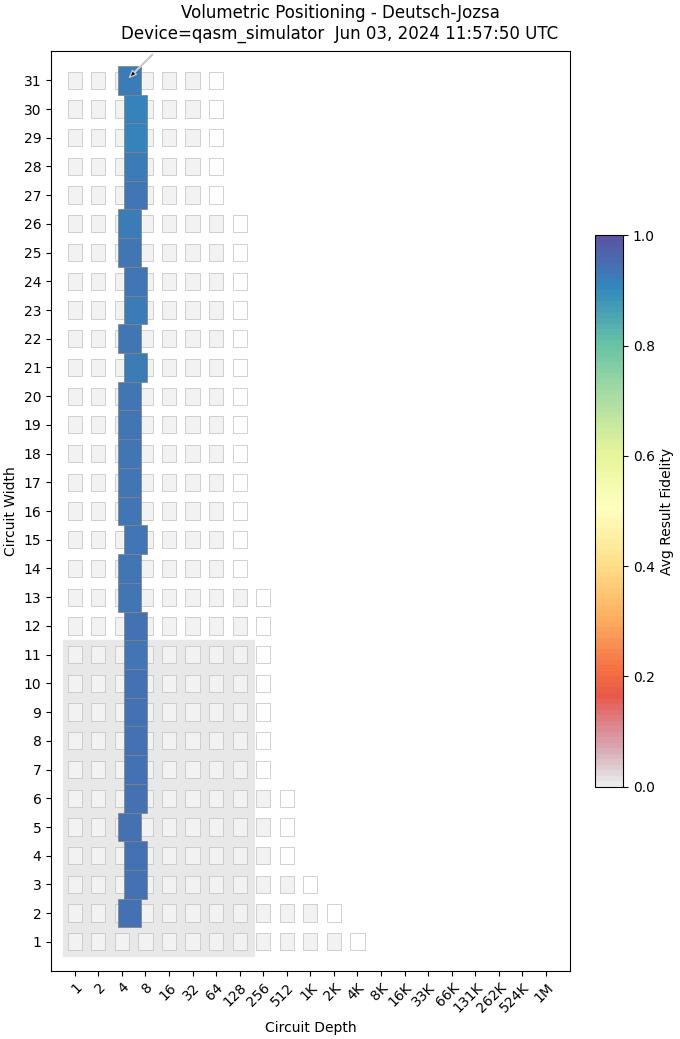 Volumetric Positioning - Deutsch-Jozsa
Device=qasm_simulator  Jun 03, 2024 11:57:50 UTC
Circuit Width
31
30
29
28
27
26
25
24
23
22
21
20
19
18
17
16
15
14
13
12
11
10
9
8
7
6
5
4
3
2
1
1
2
4
8
16
32
64
128
256
512
1K
2K
4K
8K
16K
33K
66K
131K
262K
524K
1M
Circuit Depth
1.0
0.8
0.6
0.4
0.2
0.0
Avg Result Fidelity